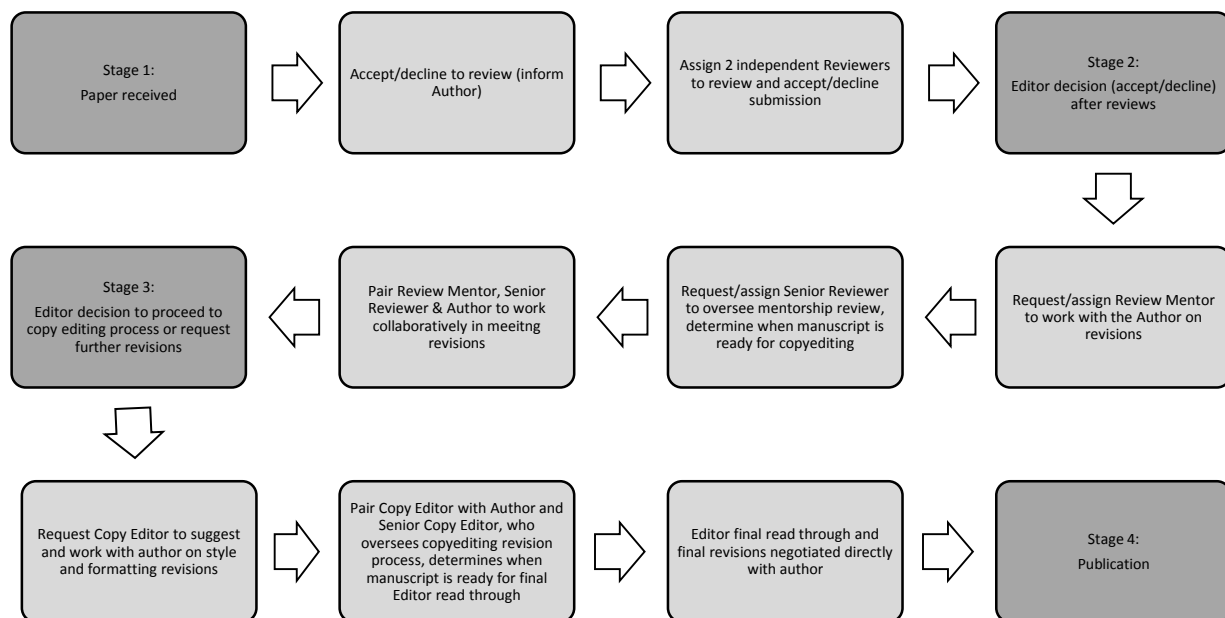 Stage 1:
Paper received
Accept/decline to review (inform
Author)
Assign 2 independent Reviewers
to review and accept/decline
submission
Stage 2:
Editor decision (accept/decline)
after reviews
Request/assign Review Mentor
to work with the Author on
revisions
Request/assign Senior Reviewer
to oversee mentorship review,
determine when manuscript is
ready for copyediting
Pair Review Mentor, Senior
Reviewer & Author to work
collaboratively in meeitng
revisions
Stage 3:
Editor decision to proceed to
copy editing process or request
further revisions
Request Copy Editor to suggest
and work with author on style
and formatting revisions
Pair Copy Editor with Author and
Senior Copy Editor, who
oversees copyediting revision
process, determines when
manuscript is ready for final
Editor read through
Editor final read through and
final revisions negotiated directly
with author
Stage 4:
Publication